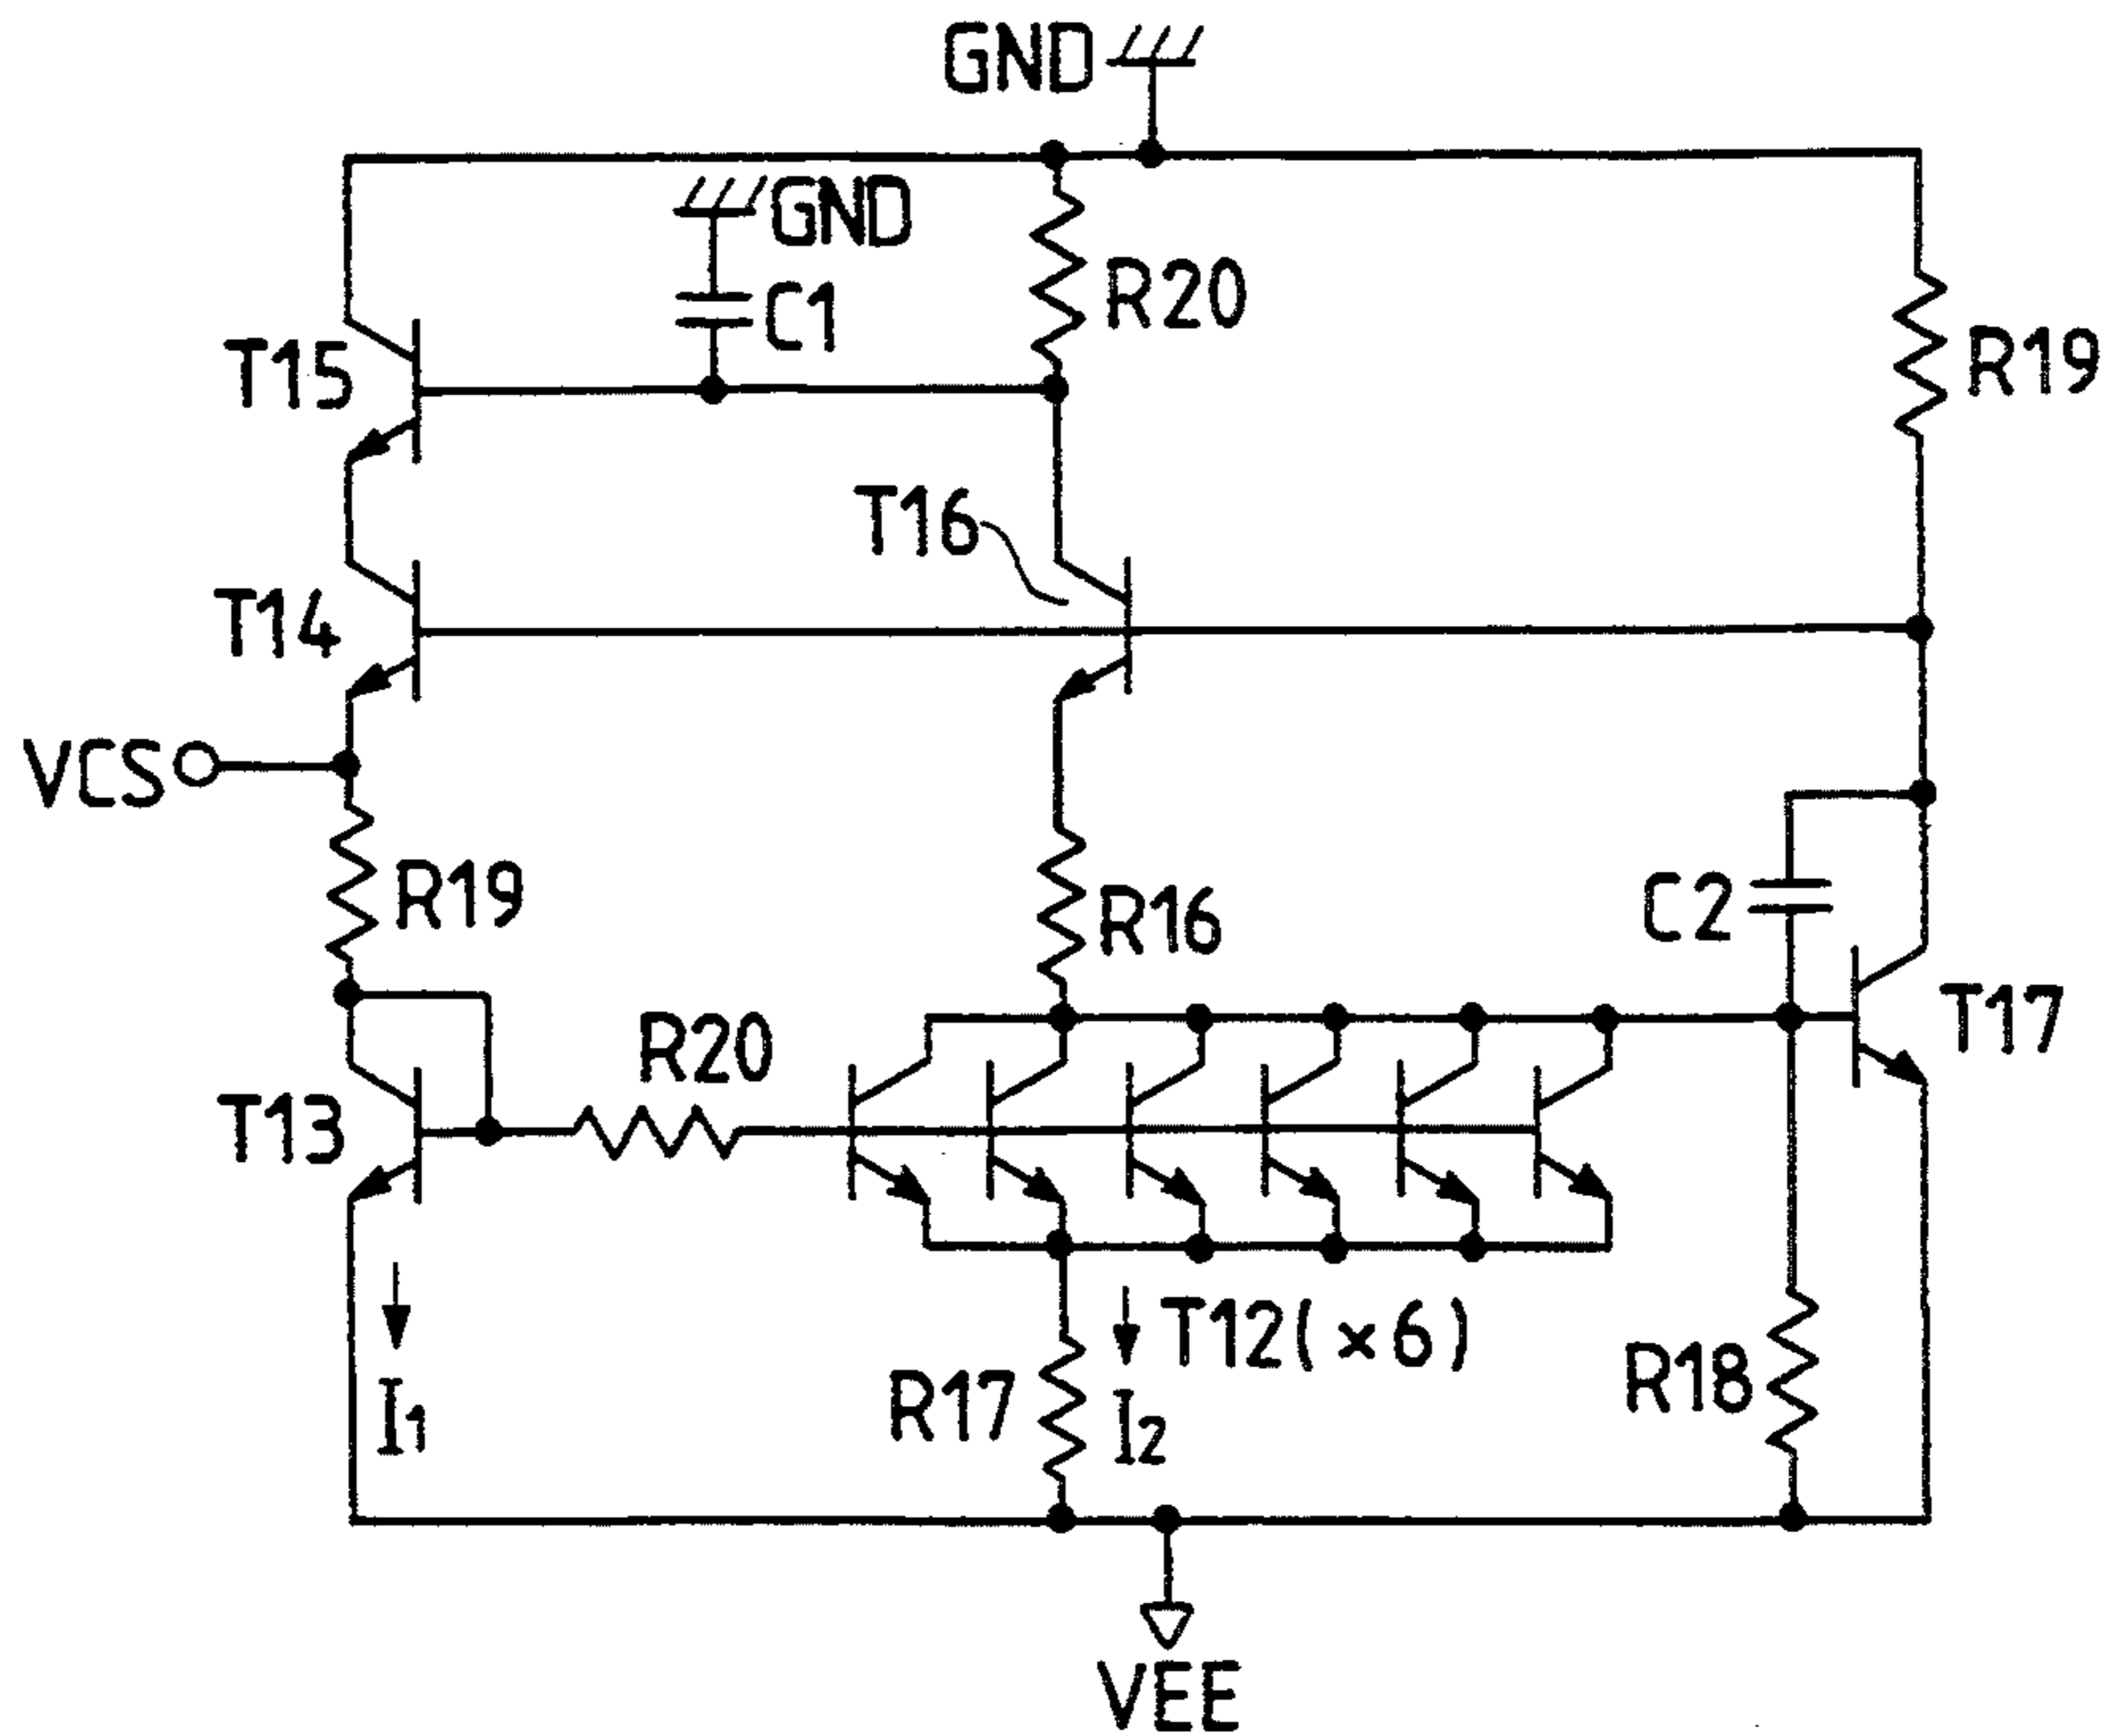 GND
GND
C1
R20
T15
R19
T16
T14
VCS
R19
R16
C2
T17
R20
T13
T12(×6)
R18
R17
I1
I2
VEE